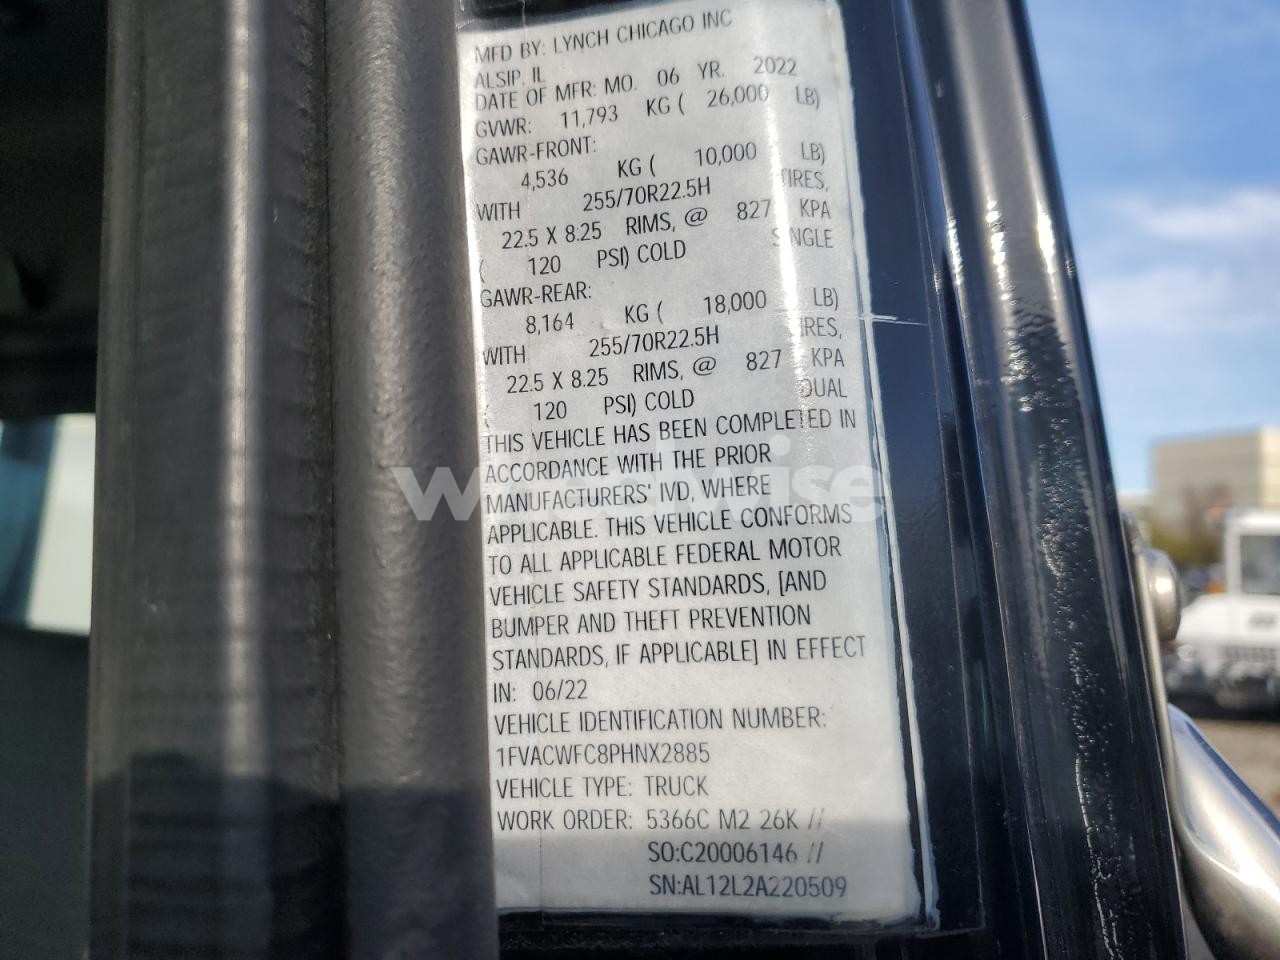 MFD BY: LYNCH CHICAGO INC
ALSIP, IL
DATE OF MFR: MO. 06 YR. 2022
GVWR: 11,793 KG ( 26,000 LB)
GAWR-FRONT:
4,536 KG ( 10,000 LB)
WITH 255/70R22.5H TIRES,
22.5 X 8.25 RIMS, @ 827 KPA
( 120 PSI) COLD SINGLE
GAWR-REAR:
8,164 KG ( 18,000 LB)
WITH 255/70R22.5H IRES,
22.5 X 8.25 RIMS, @ 827 KPA
( 120 PSI) COLD DUAL
THIS VEHICLE HAS BEEN COMPLETED IN
ACCORDANCE WITH THE PRIOR
MANUFACTURERS' IVD, WHERE
APPLICABLE. THIS VEHICLE CONFORMS
TO ALL APPLICABLE FEDERAL MOTOR
VEHICLE SAFETY STANDARDS, [AND
BUMPER AND THEFT PREVENTION
STANDARDS, IF APPLICABLE] IN EFFECT
IN: 06/22
VEHICLE IDENTIFICATION NUMBER:
1FVACWFC8PHNX2885
VEHICLE TYPE: TRUCK
WORK ORDER: 5366C M2 26K //
SO:C20006146 //
SN:AL12L2A220509